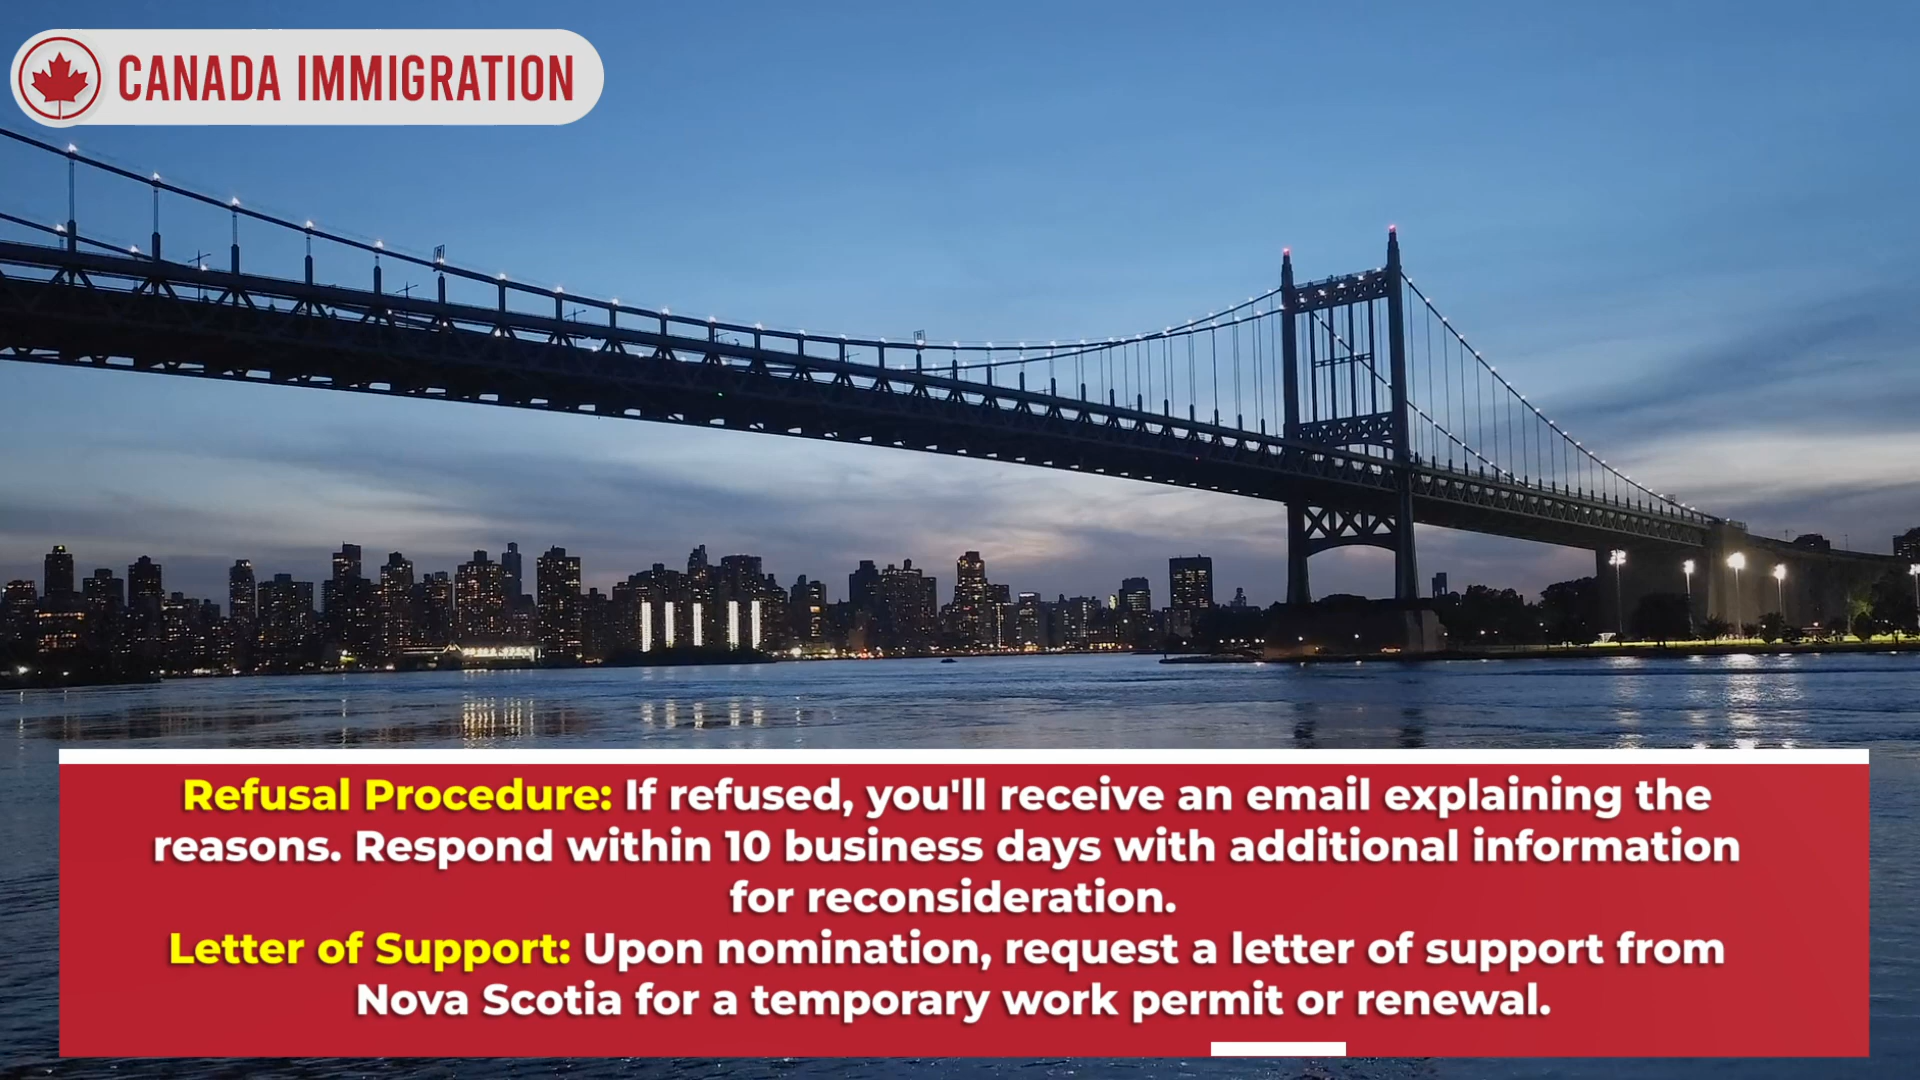 CANADA IMMIGRATION
Refusal Procedure: If refused, you'll receive an email explaining the
reasons. Respond within 10 business days with additional information
for reconsideration.
Letter of Support: Upon nomination, request a letter of support from
Nova Scotia for a temporary work permit or renewal.